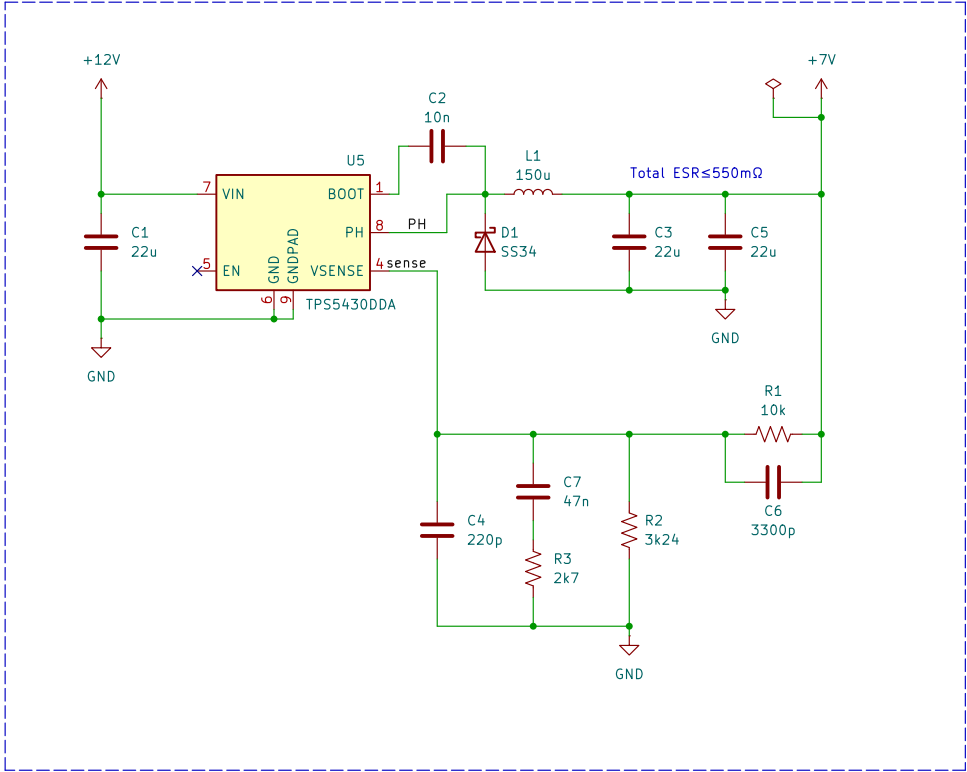 +12V
+7V
C2
10n
U5
L1
150u
Total ESR≤550mΩ
7
VIN
BOOT
1
C1
22u
PH
8
PH
D1
SS34
C3
22u
C5
22u
5
EN
GND
GNDPAD
VSENSE
4
sense
6
9
TPS5430DDA
GND
GND
R1
10k
C7
47n
C6
3300p
C4
220p
R2
3k24
R3
2k7
GND